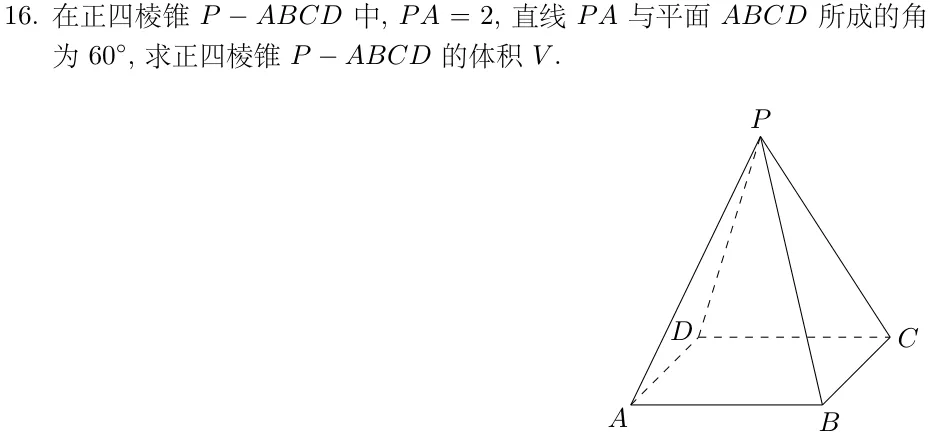 16. 在正四棱锥 P − ABCD 中, PA = 2, 直线 PA 与平面 ABCD 所成的角
为 60°, 求正四棱锥 P − ABCD 的体积 V.
P
D
C
A
B